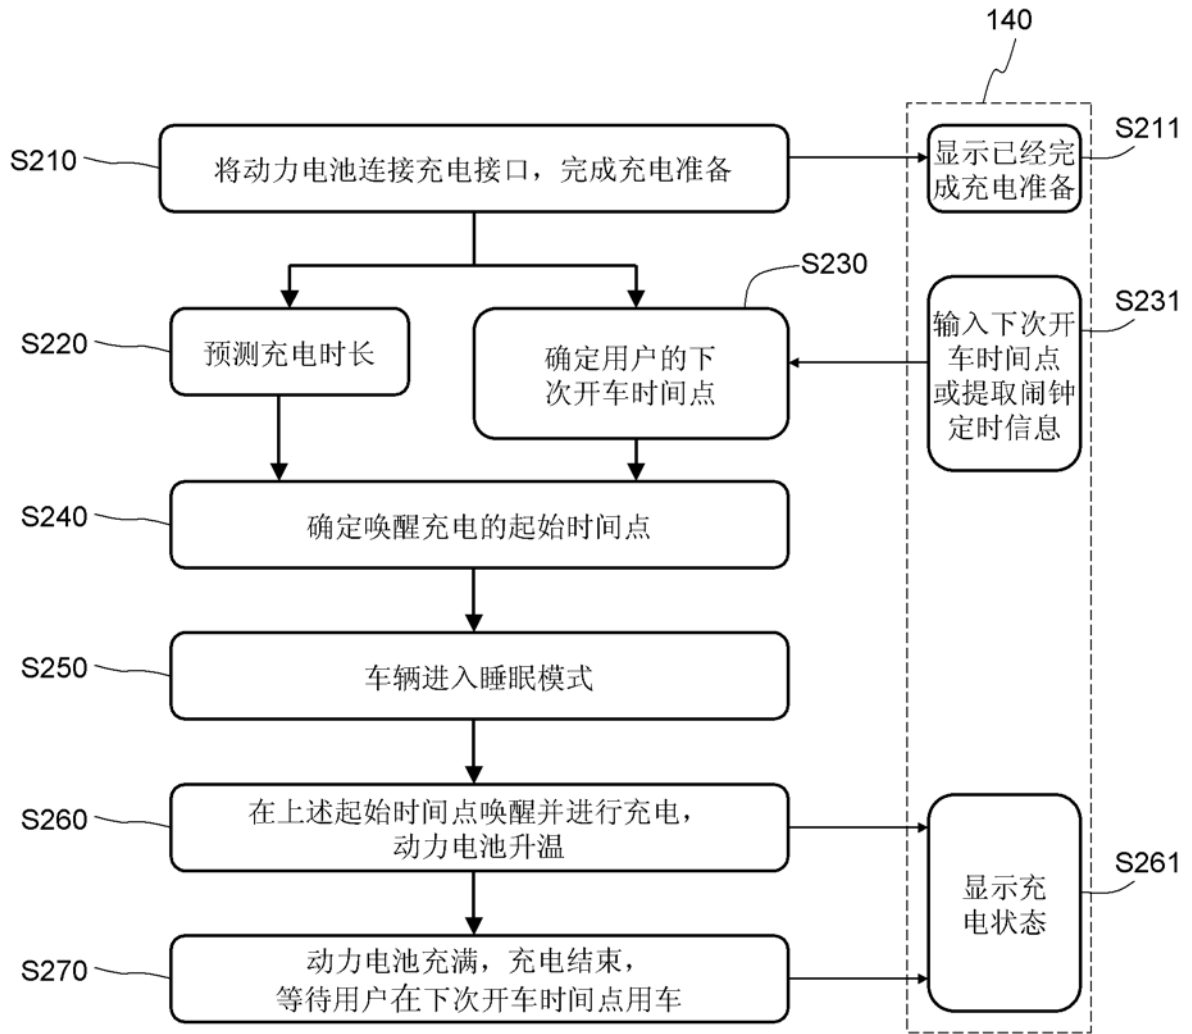 140
S210
将动力电池连接充电接口，完成充电准备
显示已经完
成充电准备
S211
S230
S220
预测充电时长
确定用户的下
次开车时间点
输入下次开
车时间点
或提取闹钟
定时信息
S231
S240
确定唤醒充电的起始时间点
S250
车辆进入睡眠模式
S260
在上述起始时间点唤醒并进行充电，
动力电池升温
显示充
电状态
S261
S270
动力电池充满，充电结束，
等待用户在下次开车时间点用车